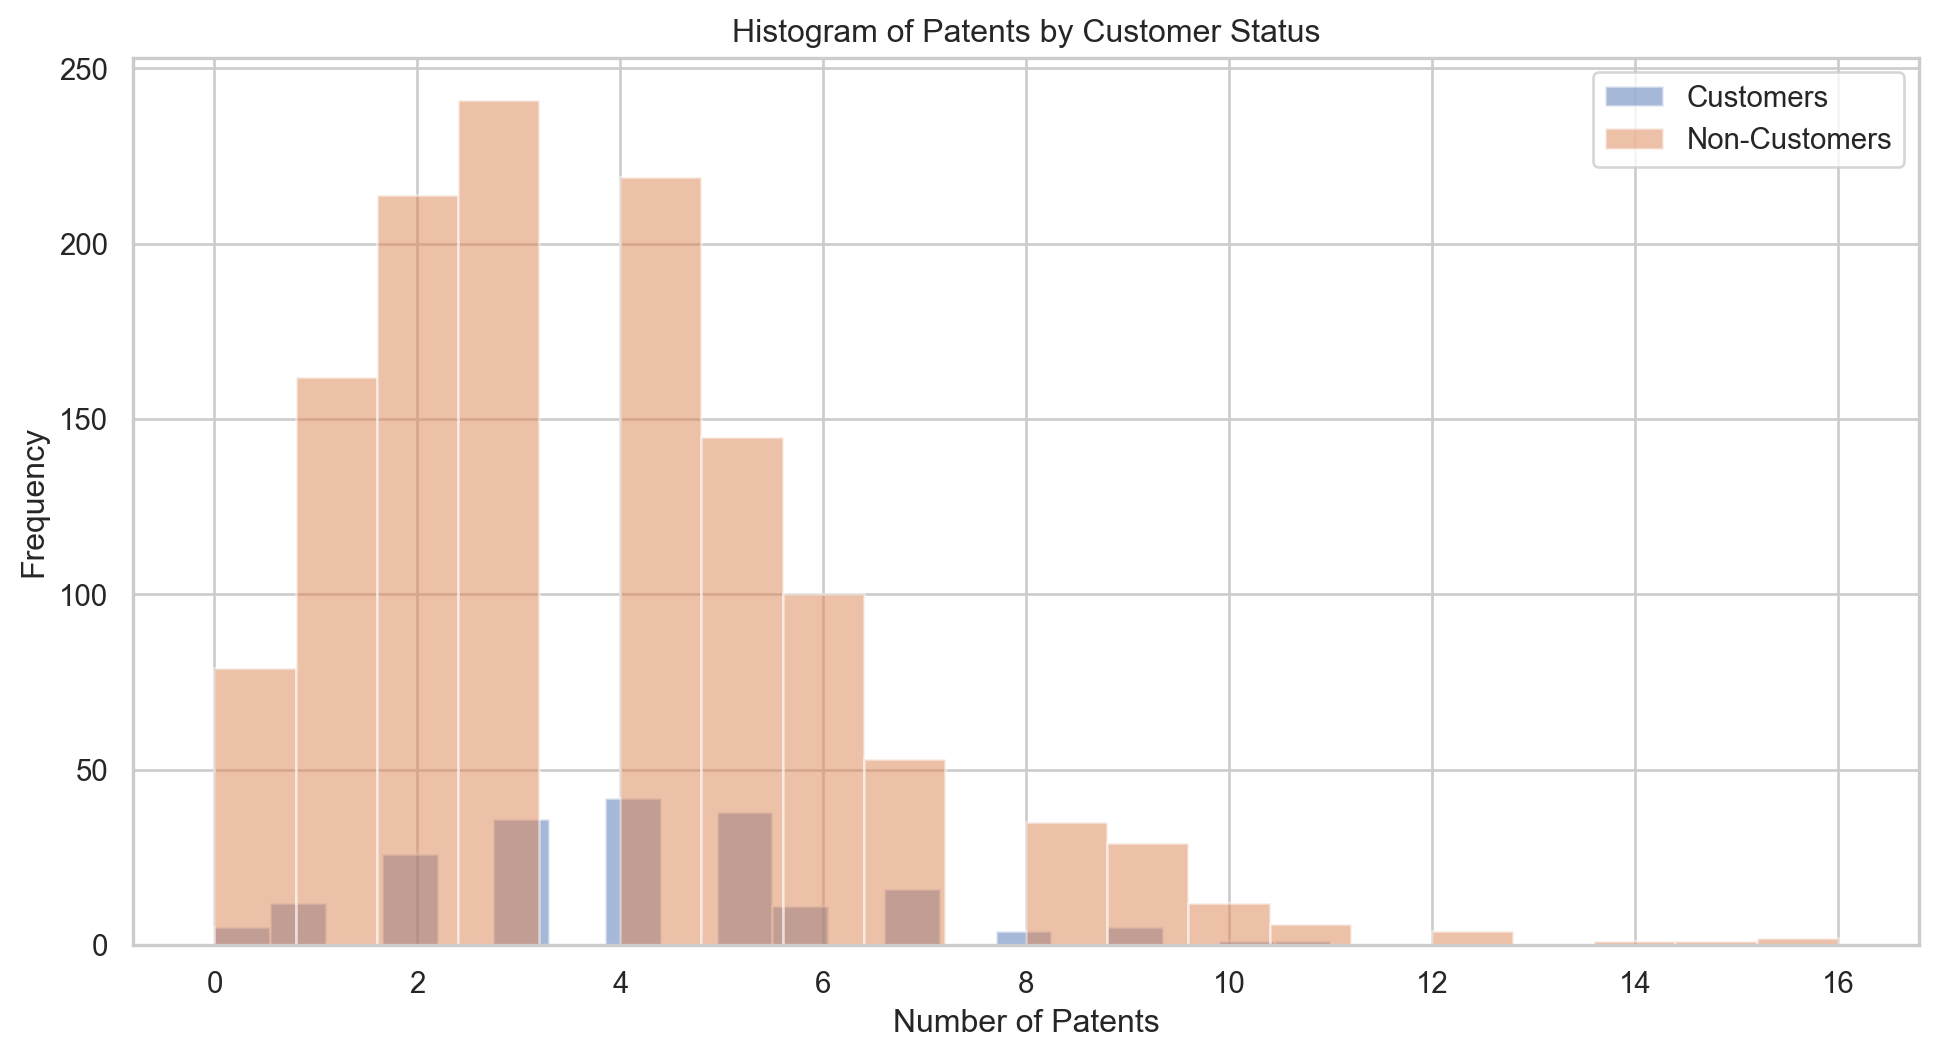 Histogram of Patents by Customer Status
Customers
Non-Customers
250
200
150
100
50
0
Frequency
0 2 4 6 8 10 12 14 16
Number of Patents